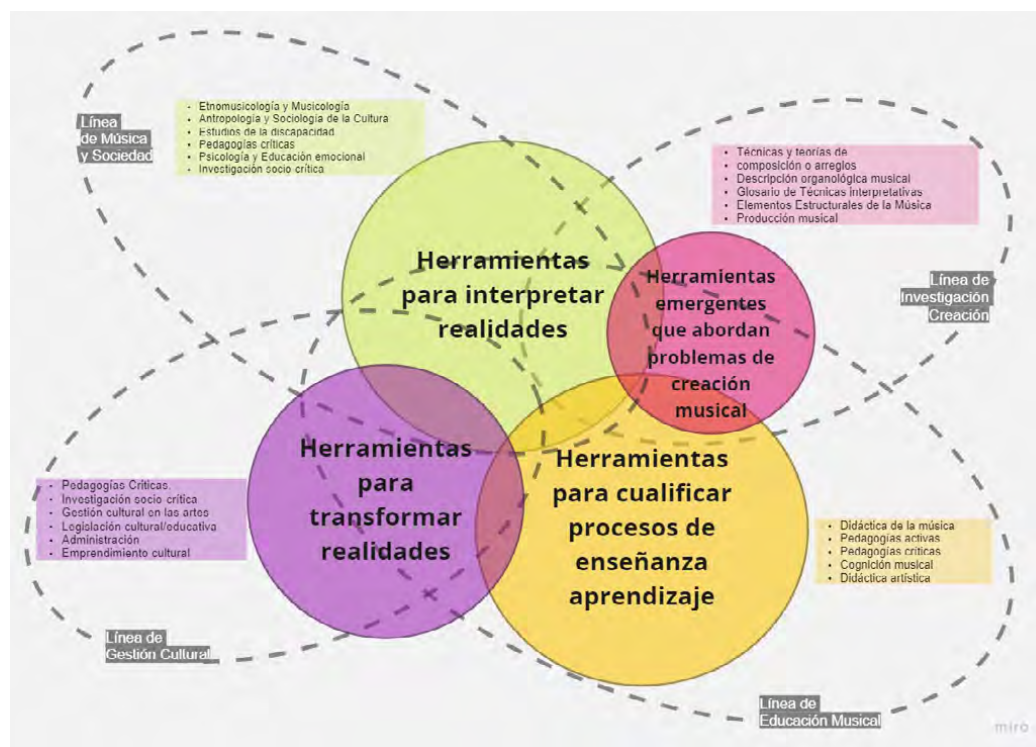 Línea
de Música
y Sociedad
• Etnomusicología y Musicología
• Antropología y Sociología de la Cultura
• Estudios de la discapacidad
• Pedagogías críticas
• Psicología y Educación emocional
• Investigación socio crítica
• Técnicas y teorías de
• composición o arreglos
• Descripción organológica musical
• Glosario de Técnicas interpretativas
• Elementos Estructurales de la Música
• Producción musical
Herramientas
para interpretar
realidades
Herramientas
emergentes
que abordan
problemas de
creación
musical
Línea de
Investigación
Creación
Herramientas
para
transformar
realidades
Herramientas
para cualificar
procesos de
enseñanza
aprendizaje
• Pedagogías Críticas.
• Investigación socio crítica
• Gestión cultural en las artes
• Legislación cultural/educativa
• Administración
• Emprendimiento cultural
• Didáctica de la música
• Pedagogías activas
• Pedagogías críticas
• Cognición musical
• Didáctica artística
Línea de
Gestión Cultural
Línea de
Educación Musical
miro